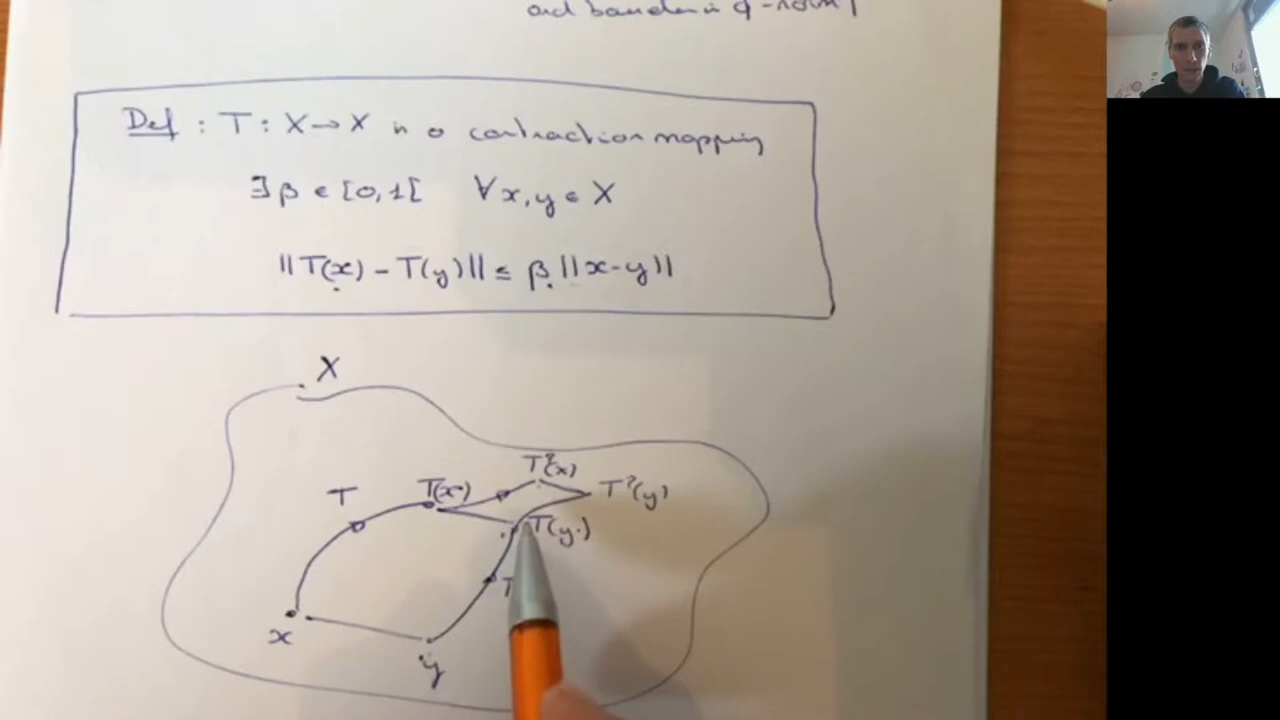 Def : T : X → X is a contraction mapping
∃ β ∈ [0,1[ ∀ x, y ∈ X
||T(x) - T(y)|| ≤ β ||x-y||
X
T²(x)
T T(x) T²(y)
T(y)
T
x
y